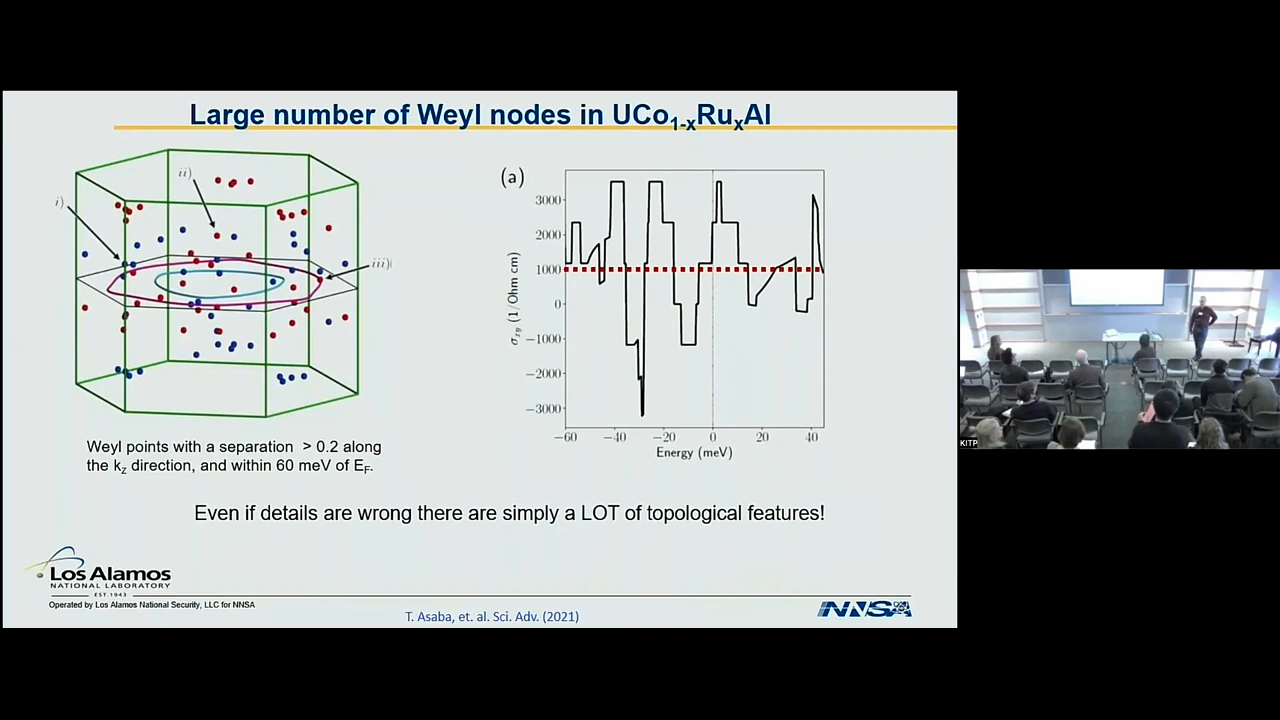 Large number of Weyl nodes in UCo1-xRuxAl
i)
ii)
iii)
(a)
3000
2000
1000
0
−1000
−2000
−3000
σxy (1/Ohm cm)
−60
−40
−20
0
20
40
Energy (meV)
Weyl points with a separation > 0.2 along
the kz direction, and within 60 meV of EF.
Even if details are wrong there are simply a LOT of topological features!
Los Alamos
NATIONAL LABORATORY
EST. 1943
Operated by Los Alamos National Security, LLC for NNSA
T. Asaba, et. al. Sci. Adv. (2021)
NNSA
KITP